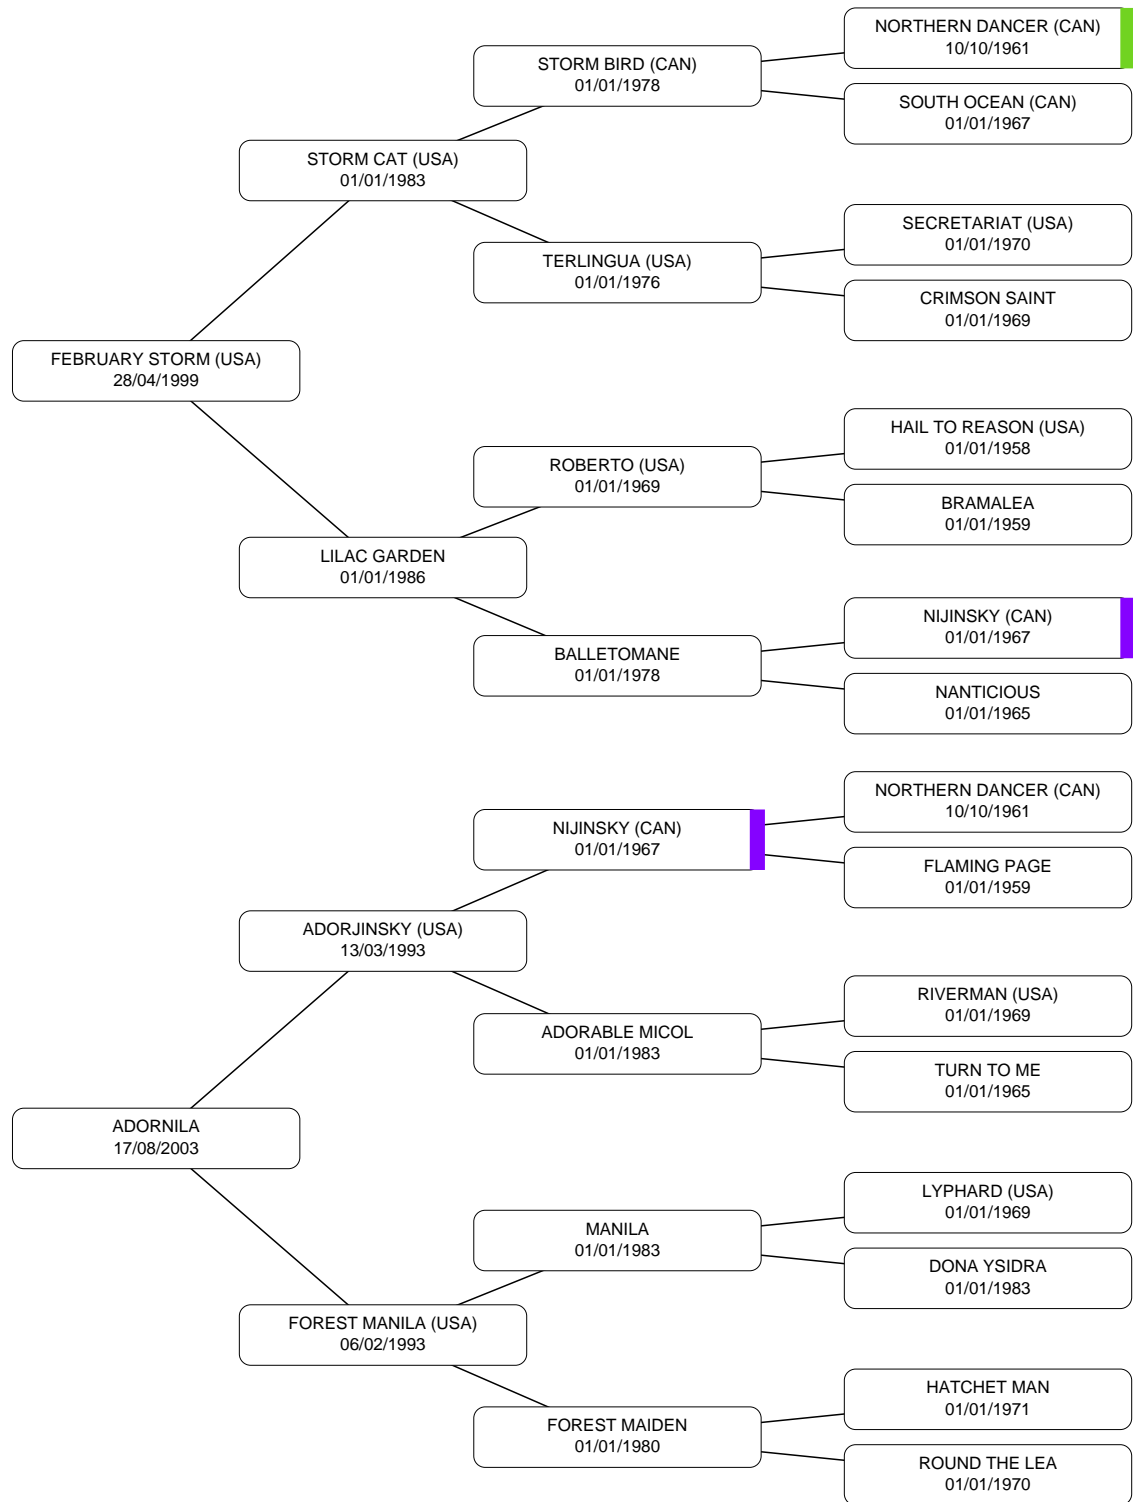 NORTHERN DANCER (CAN)
10/10/1961
STORM BIRD (CAN)
01/01/1978
SOUTH OCEAN (CAN)
01/01/1967
STORM CAT (USA)
01/01/1983
SECRETARIAT (USA)
01/01/1970
TERLINGUA (USA)
01/01/1976
CRIMSON SAINT
01/01/1969
FEBRUARY STORM (USA)
28/04/1999
HAIL TO REASON (USA)
01/01/1958
ROBERTO (USA)
01/01/1969
BRAMALEA
01/01/1959
LILAC GARDEN
01/01/1986
NIJINSKY (CAN)
01/01/1967
BALLETOMANE
01/01/1978
NANTICIOUS
01/01/1965
NORTHERN DANCER (CAN)
10/10/1961
NIJINSKY (CAN)
01/01/1967
FLAMING PAGE
01/01/1959
ADORJINSKY (USA)
13/03/1993
RIVERMAN (USA)
01/01/1969
ADORABLE MICOL
01/01/1983
TURN TO ME
01/01/1965
ADORNILA
17/08/2003
LYPHARD (USA)
01/01/1969
MANILA
01/01/1983
DONA YSIDRA
01/01/1983
FOREST MANILA (USA)
06/02/1993
HATCHET MAN
01/01/1971
FOREST MAIDEN
01/01/1980
ROUND THE LEA
01/01/1970